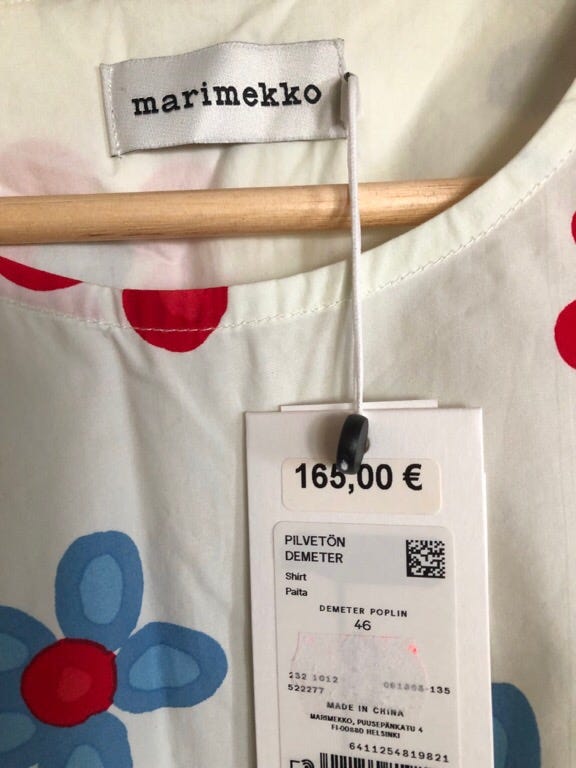 marimekko
165,00 €
PILVETÖN
DEMETER
Shirt
Paita
DEMETER POPLIN
46
232 1012 -135
522277
MADE IN CHINA
MARIMEKKO, PUUSEPÄNKATU 4
FI-00880 HELSINKI
6411254819821